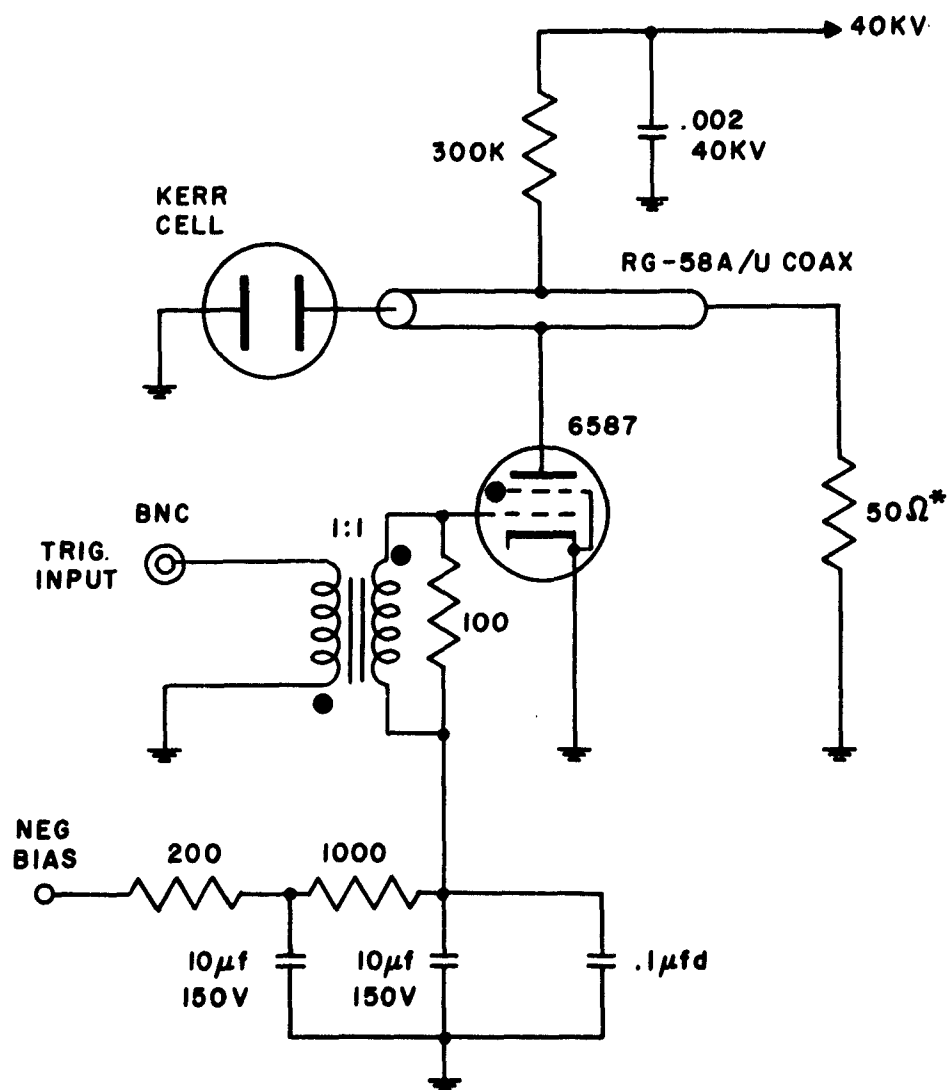 40KV
300K
.002
40KV
KERR
CELL
RG-58A/U COAX
6587
50Ω*
BNC
1:1
TRIG.
INPUT
100
NEG
BIAS
200
1000
10μf
150V
10μf
150V
.1μfd